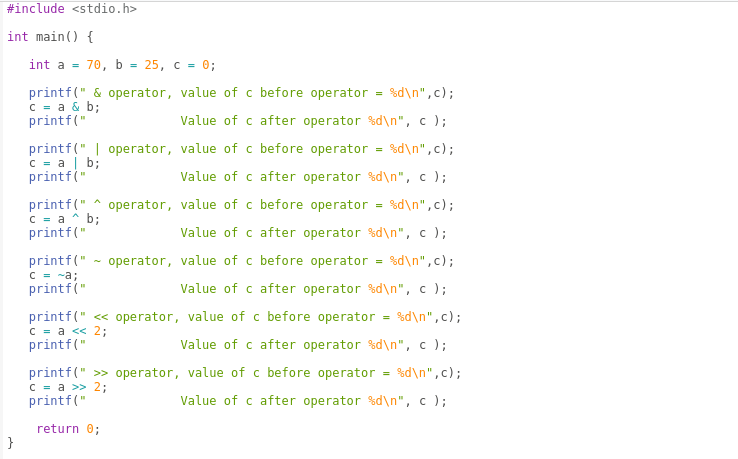 #include <stdio.h>
int main() {
int a = 70, b = 25, c = 0;
printf(" & operator, value of c before operator = %d\n",c);
c = a & b;
printf("             Value of c after operator %d\n", c );
printf(" | operator, value of c before operator = %d\n",c);
c = a | b;
printf("             Value of c after operator %d\n", c );
printf(" ^ operator, value of c before operator = %d\n",c);
c = a ^ b;
printf("             Value of c after operator %d\n", c );
printf(" ~ operator, value of c before operator = %d\n",c);
c = ~a;
printf("             Value of c after operator %d\n", c );
printf(" << operator, value of c before operator = %d\n",c);
c = a << 2;
printf("             Value of c after operator %d\n", c );
printf(" >> operator, value of c before operator = %d\n",c);
c = a >> 2;
printf("             Value of c after operator %d\n", c );
return 0;
}